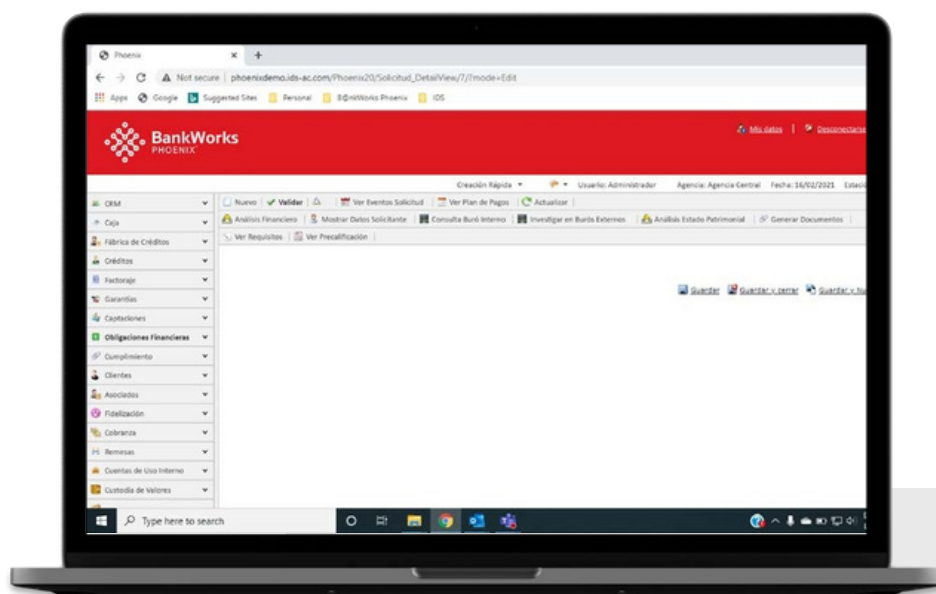 Phoenix
Not secure | phoenixdemo.ids-ac.com/Phoenix20/Solicitud_DetailView/7/?mode=Edit
Apps Google Suggested Sites Personal B@nkWorks Phoenix IDS
BankWorks
PHOENIX
Mis datos | Desconectarse
Creación Rápida Usuario: Administrador Agencia: Agencia Central Fecha: 16/02/2021
CRM
Nuevo Validar Ver Eventos Solicitud Ver Plan de Pagos Actualizar
Caja
Análisis Financiero Mostrar Datos Solicitante Consulta Buró Interno Investigar en Burós Externos Análisis Estado Patrimonial Generar Documentos
Fábrica de Créditos
Ver Requisitos Ver Precalificación
Créditos
Factoraje
Guardar Guardar y cerrar
Garantías
Captaciones
Obligaciones Financieras
Cumplimiento
Clientes
Asociados
Fidelización
Cobranza
Remesas
Cuentas de Uso Interno
Custodia de Valores
Type here to search